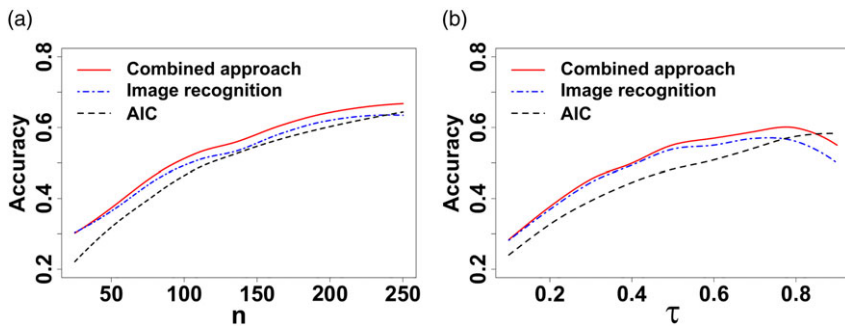 (a)
Accuracy
0.2 0.4 0.6 0.8
Combined approach
Image recognition
AIC
50 100 150 200 250
n
(b)
Accuracy
0.2 0.4 0.6 0.8
Combined approach
Image recognition
AIC
0.2 0.4 0.6 0.8
τ